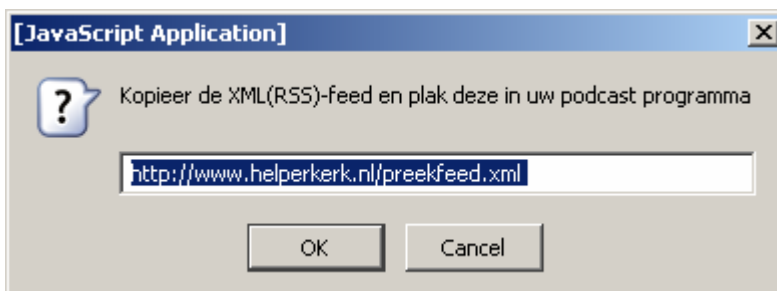 [JavaScript Application]
Kopieer de XML(RSS)-feed en plak deze in uw podcast programma
http://www.helperkerk.nl/preekfeed.xml
OK Cancel